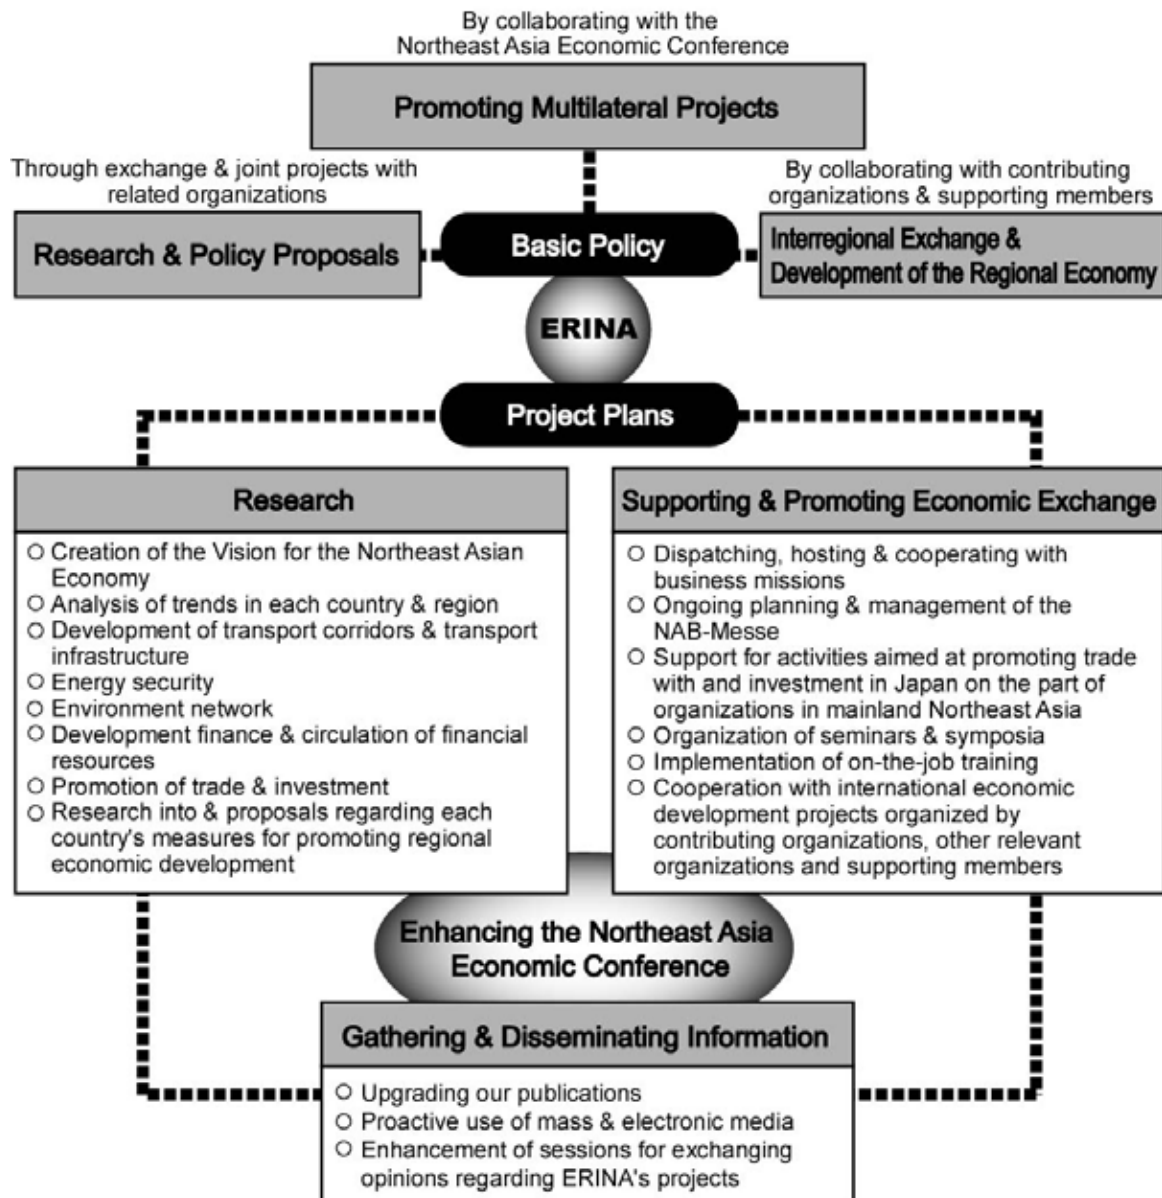 By collaborating with the
Northeast Asia Economic Conference
Promoting Multilateral Projects
Through exchange & joint projects with
related organizations
Research & Policy Proposals
Basic Policy
By collaborating with contributing
organizations & supporting members
Interregional Exchange &
Development of the Regional Economy
ERINA
Project Plans
Research
○ Creation of the Vision for the Northeast Asian
Economy
○ Analysis of trends in each country & region
○ Development of transport corridors & transport
infrastructure
○ Energy security
○ Environment network
○ Development finance & circulation of financial
resources
○ Promotion of trade & investment
○ Research into & proposals regarding each
country's measures for promoting regional
economic development
Supporting & Promoting Economic Exchange
○ Dispatching, hosting & cooperating with
business missions
○ Ongoing planning & management of the
NAB-Messe
○ Support for activities aimed at promoting trade
with and investment in Japan on the part of
organizations in mainland Northeast Asia
○ Organization of seminars & symposia
○ Implementation of on-the-job training
○ Cooperation with international economic
development projects organized by
contributing organizations, other relevant
organizations and supporting members
Enhancing the Northeast Asia
Economic Conference
Gathering & Disseminating Information
○ Upgrading our publications
○ Proactive use of mass & electronic media
○ Enhancement of sessions for exchanging
opinions regarding ERINA's projects